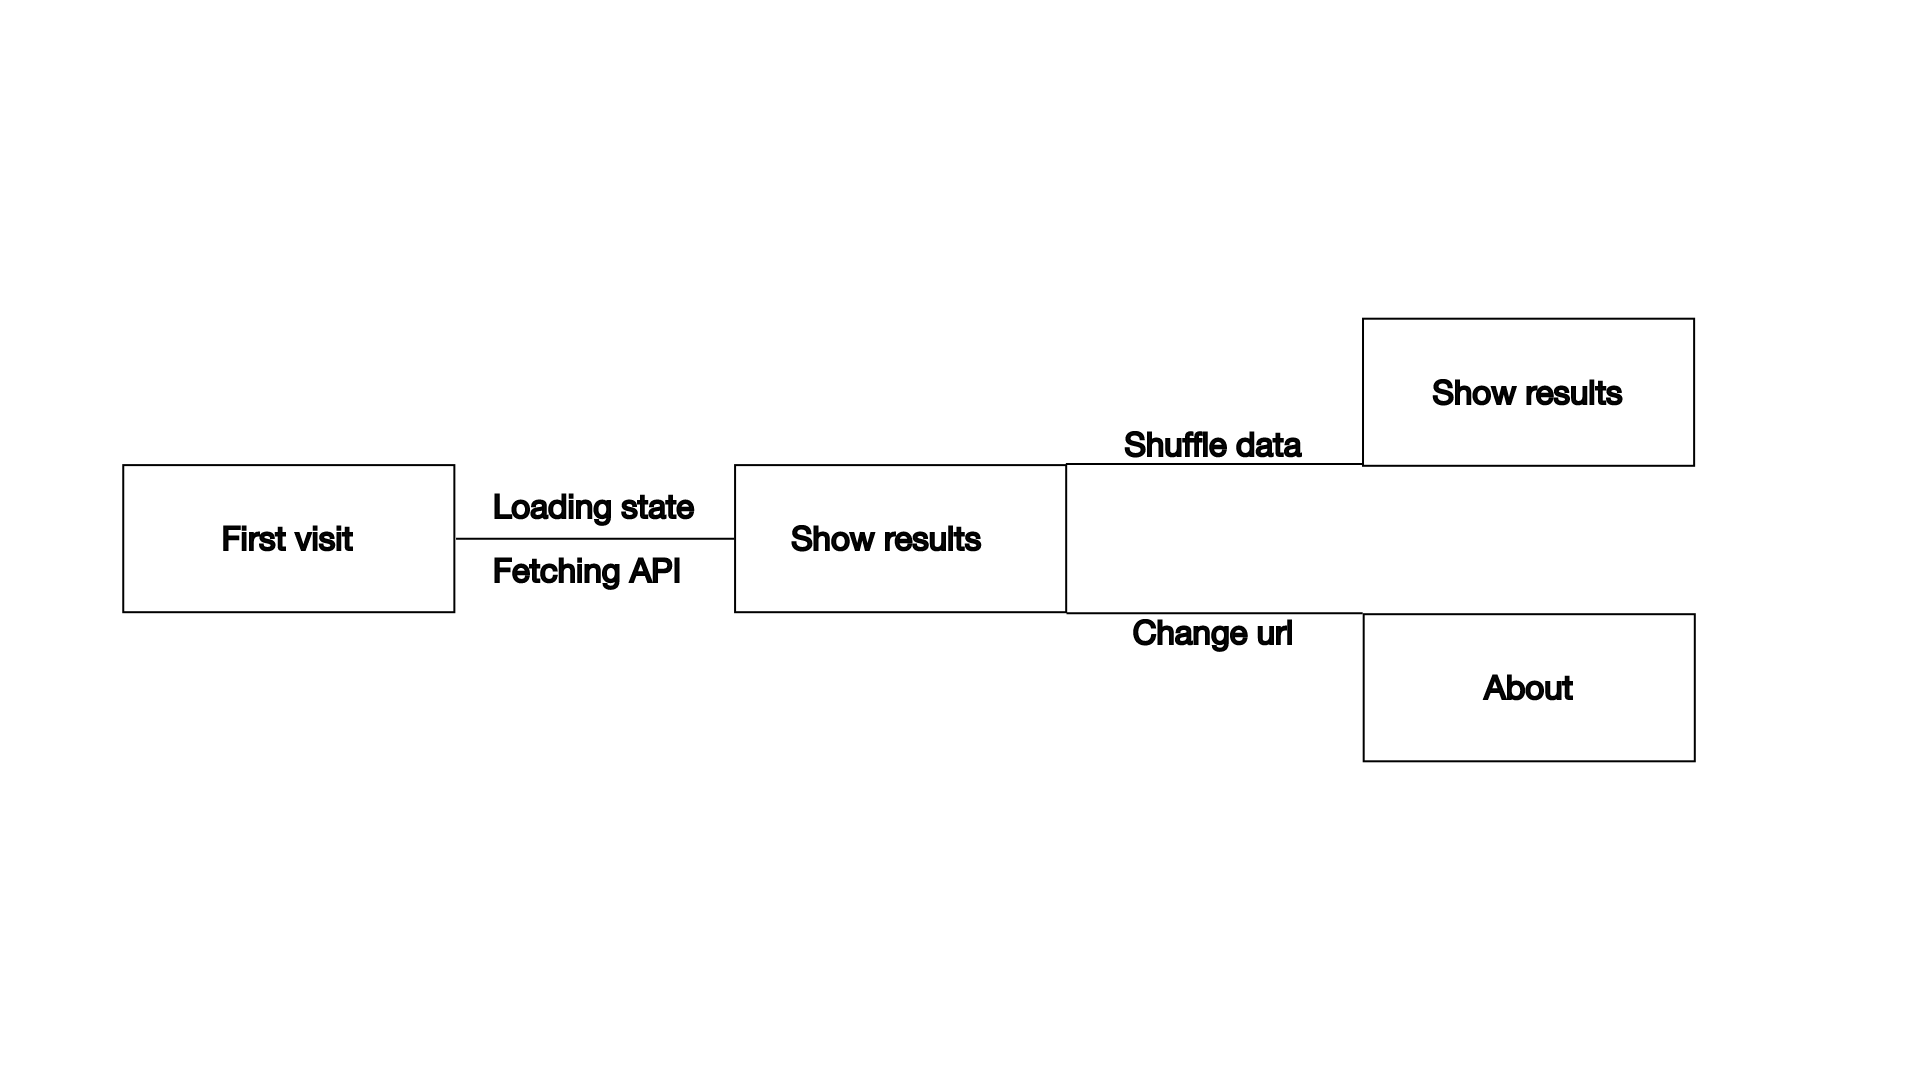 First visit
Loading state
Fetching API
Show results
Shuffle data
Show results
Change url
About